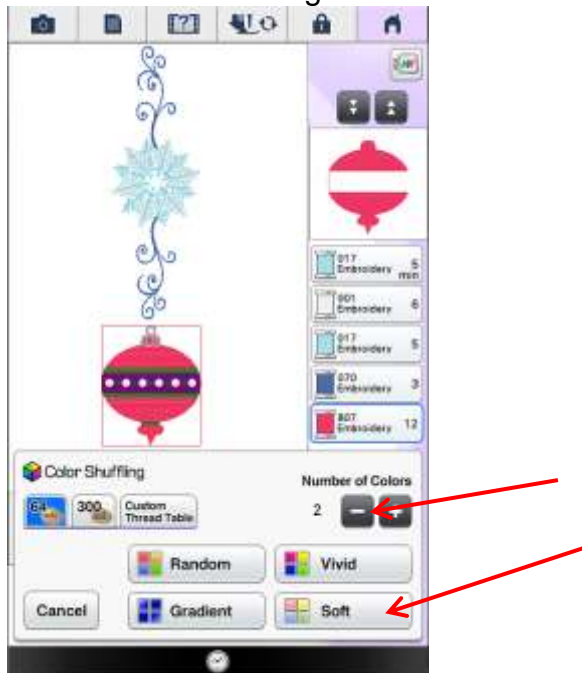 [?]
017
Embroidery
5
min
001
Embroidery
6
017
Embroidery
5
070
Embroidery
3
807
Embroidery
12
Color Shuffling
Number of Colors
64
300
Custom
Thread Table
2
Random
Vivid
Cancel
Gradient
Soft